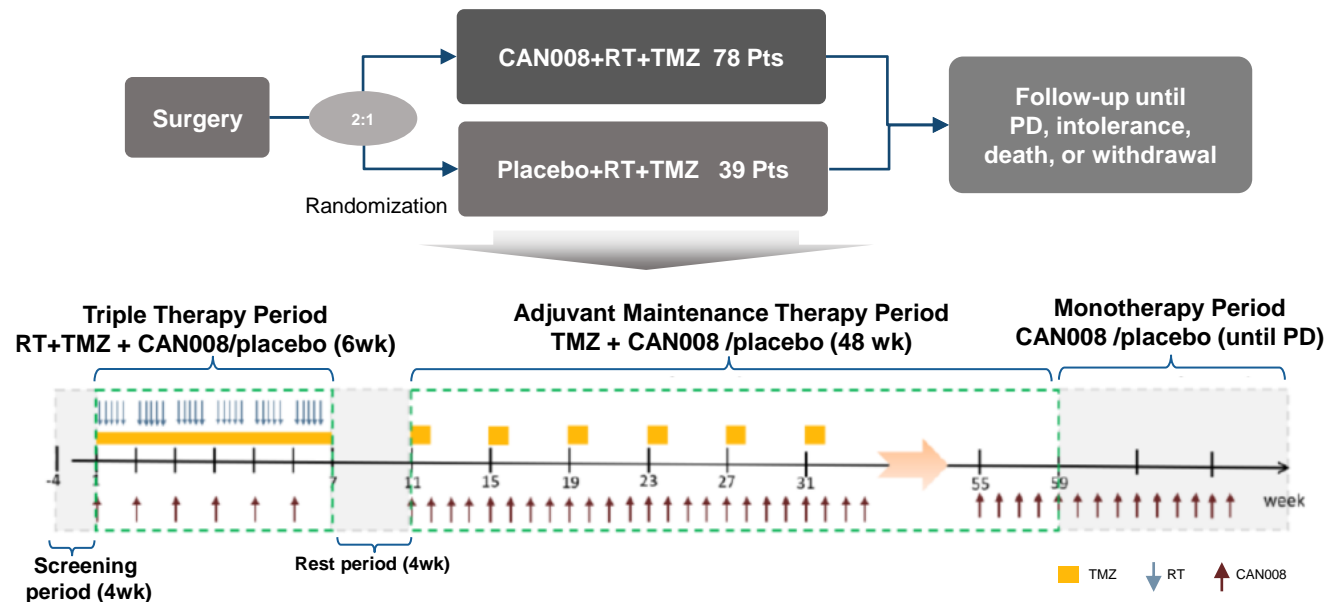 CAN008+RT+TMZ 78 Pts
Surgery
2:1
Follow-up until
PD, intolerance,
death, or withdrawal
Placebo+RT+TMZ 39 Pts
Randomization
Triple Therapy Period
RT+TMZ + CAN008/placebo (6wk)
Adjuvant Maintenance Therapy Period
TMZ + CAN008 /placebo (48 wk)
Monotherapy Period
CAN008 /placebo (until PD)
-4 1 7 11 15 19 23 27 31 55 59
week
Screening
period (4wk)
Rest period (4wk)
TMZ RT CAN008